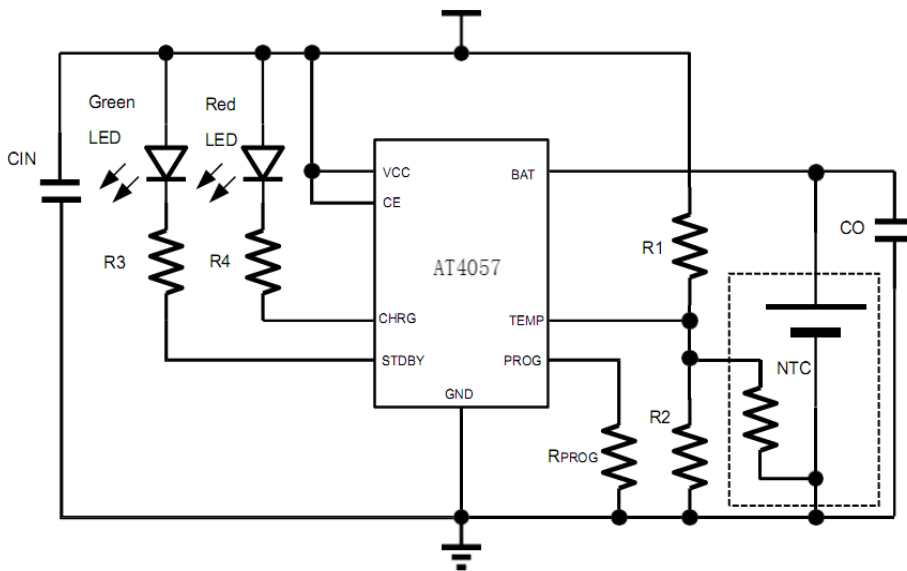 Green
LED
Red
LED
CIN
VCC
BAT
CE
CO
R3
R4
R1
AT4057
CHRG
TEMP
STDBY
PROG
NTC
GND
R2
RPROG